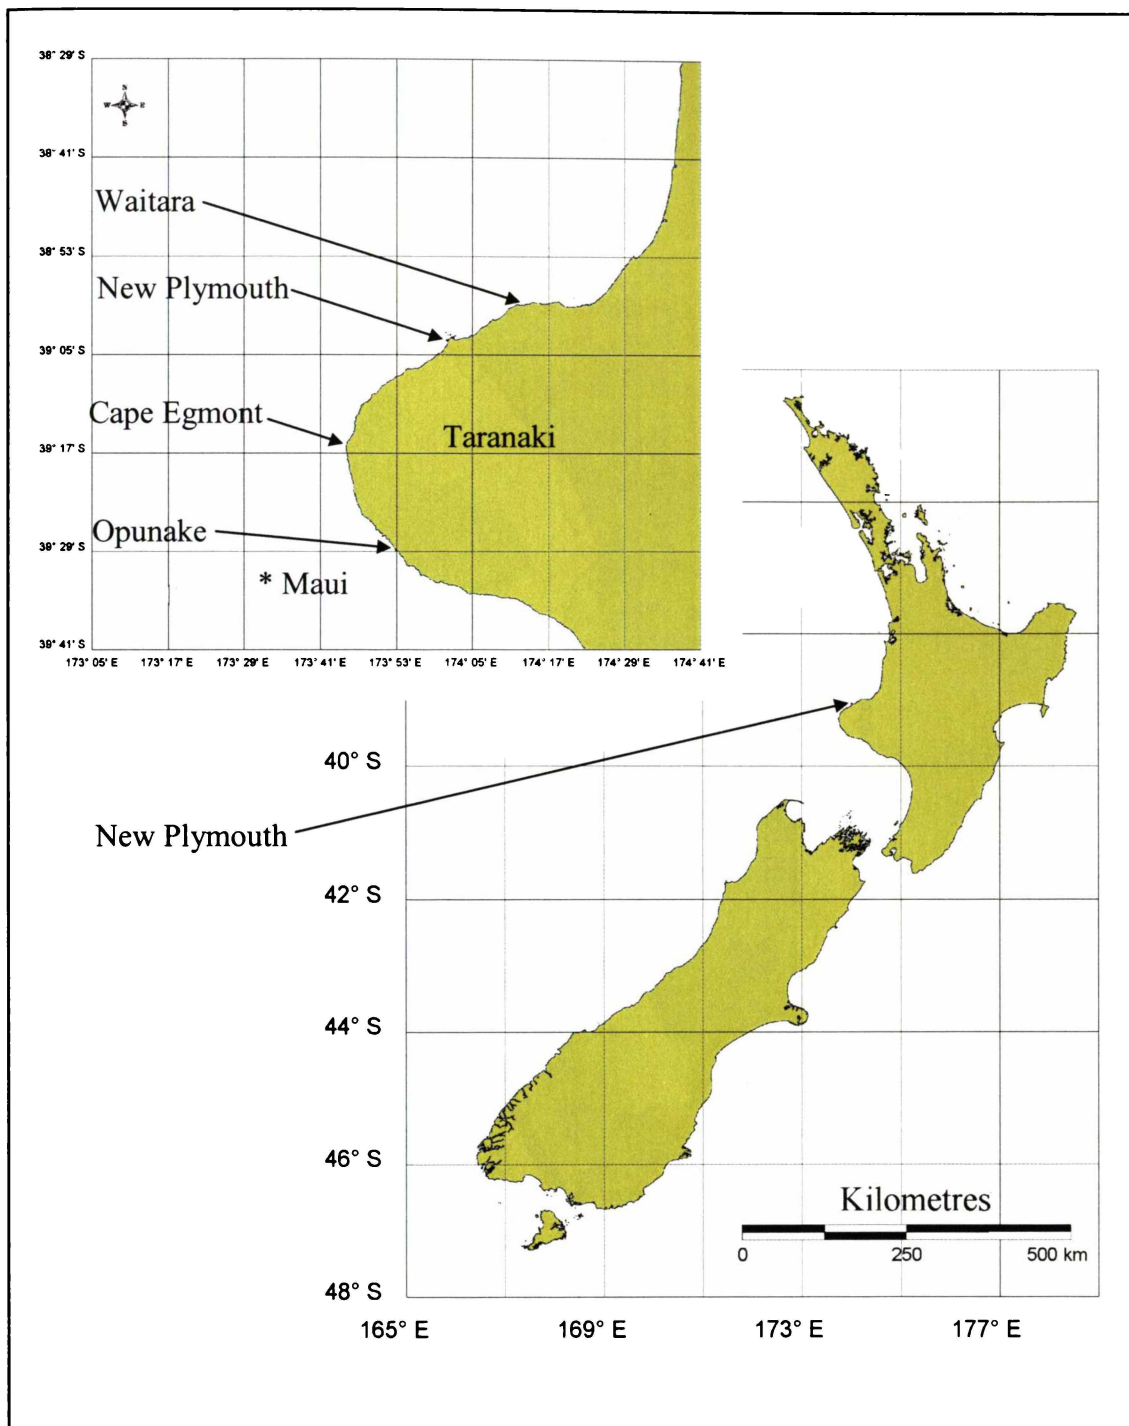 38° 29' S
N
W E
S
38° 41' S
Waitara
38° 53' S
New Plymouth
39° 05' S
Cape Egmont
Taranaki
39° 17' S
Opunake
39° 29' S
* Maui
39° 41' S
173° 05' E 173° 17' E 173° 29' E 173° 41' E 173° 53' E 174° 05' E 174° 17' E 174° 29' E 174° 41' E
40° S
New Plymouth
42° S
44° S
46° S
Kilometres
0 250 500 km
48° S
165° E 169° E 173° E 177° E